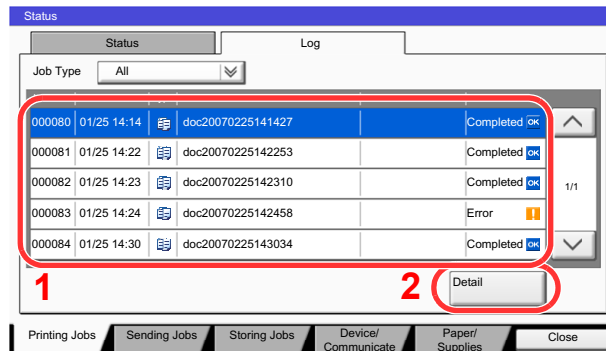 Status
Status Log
Job Type All
000080 01/25 14:14 doc20070225141427 Completed OK
000081 01/25 14:22 doc20070225142253 Completed OK
000082 01/25 14:23 doc20070225142310 Completed OK
1/1
000083 01/25 14:24 doc20070225142458 Error !
000084 01/25 14:30 doc20070225143034 Completed OK
1 2 Detail
Printing Jobs Sending Jobs Storing Jobs Device/ Communicate Paper/ Supplies Close